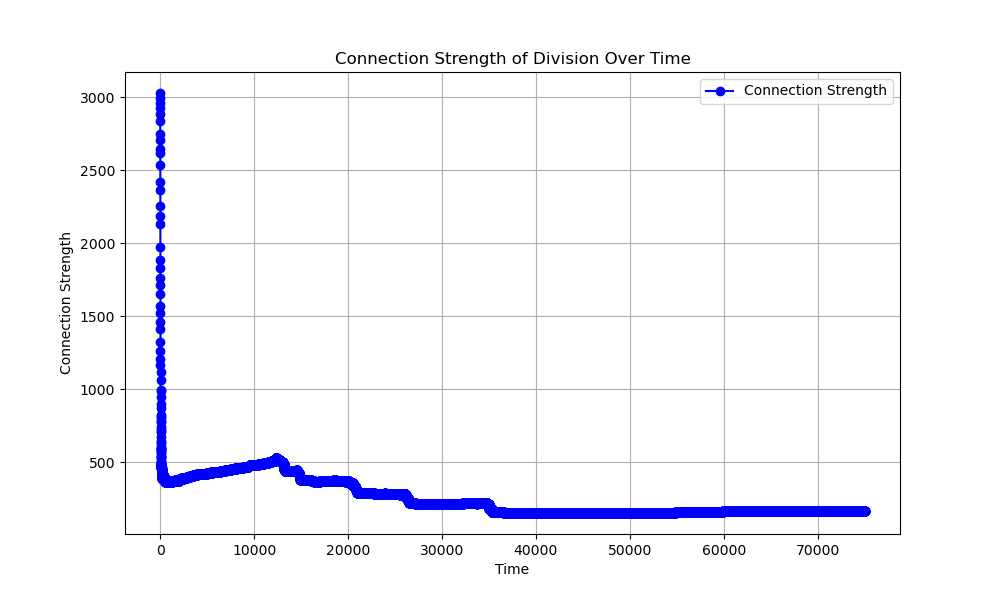 Connection Strength of Division Over Time
Connection Strength
3000
2500
2000
1500
1000
500
Connection Strength
0 10000 20000 30000 40000 50000 60000 70000
Time